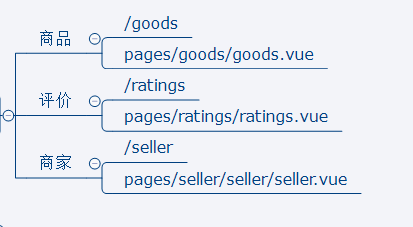 商品
/goods
pages/goods/goods.vue
评价
/ratings
pages/ratings/ratings.vue
商家
/seller
pages/seller/seller/seller.vue